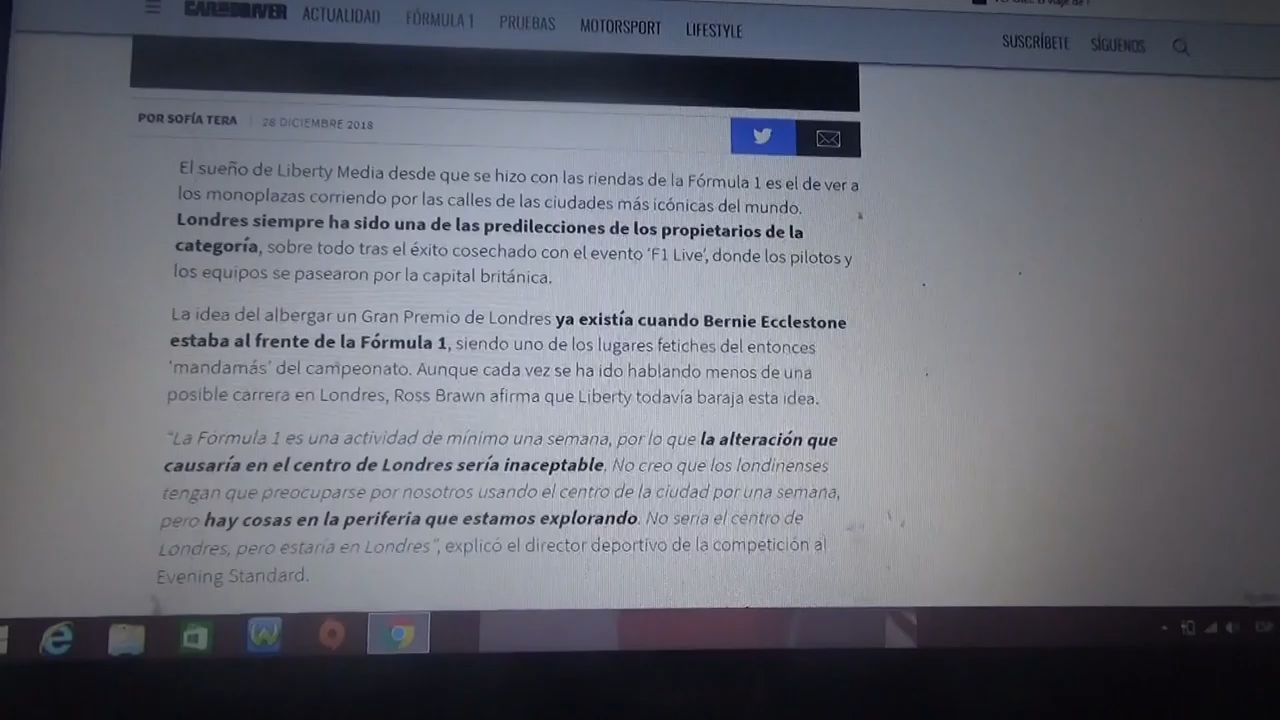 CAR AND DRIVER ACTUALIDAD FÓRMULA 1 PRUEBAS MOTORSPORT LIFESTYLE SUSCRÍBETE SÍGUENOS
POR SOFÍA TERA 28 DICIEMBRE 2018
El sueño de Liberty Media desde que se hizo con las riendas de la Fórmula 1 es el de ver a
los monoplazas corriendo por las calles de las ciudades más icónicas del mundo.
Londres siempre ha sido una de las predilecciones de los propietarios de la
categoría, sobre todo tras el éxito cosechado con el evento 'F1 Live', donde los pilotos y
los equipos se pasearon por la capital británica.
La idea del albergar un Gran Premio de Londres ya existía cuando Bernie Ecclestone
estaba al frente de la Fórmula 1, siendo uno de los lugares fetiches del entonces
'mandamás' del campeonato. Aunque cada vez se ha ido hablando menos de una
posible carrera en Londres, Ross Brawn afirma que Liberty todavía baraja esta idea.
"La Fórmula 1 es una actividad de mínimo una semana, por lo que la alteración que
causaría en el centro de Londres sería inaceptable. No creo que los londinenses
tengan que preocuparse por nosotros usando el centro de la ciudad por una semana,
pero hay cosas en la periferia que estamos explorando. No sería el centro de
Londres, pero estaría en Londres", explicó el director deportivo de la competición al
Evening Standard.